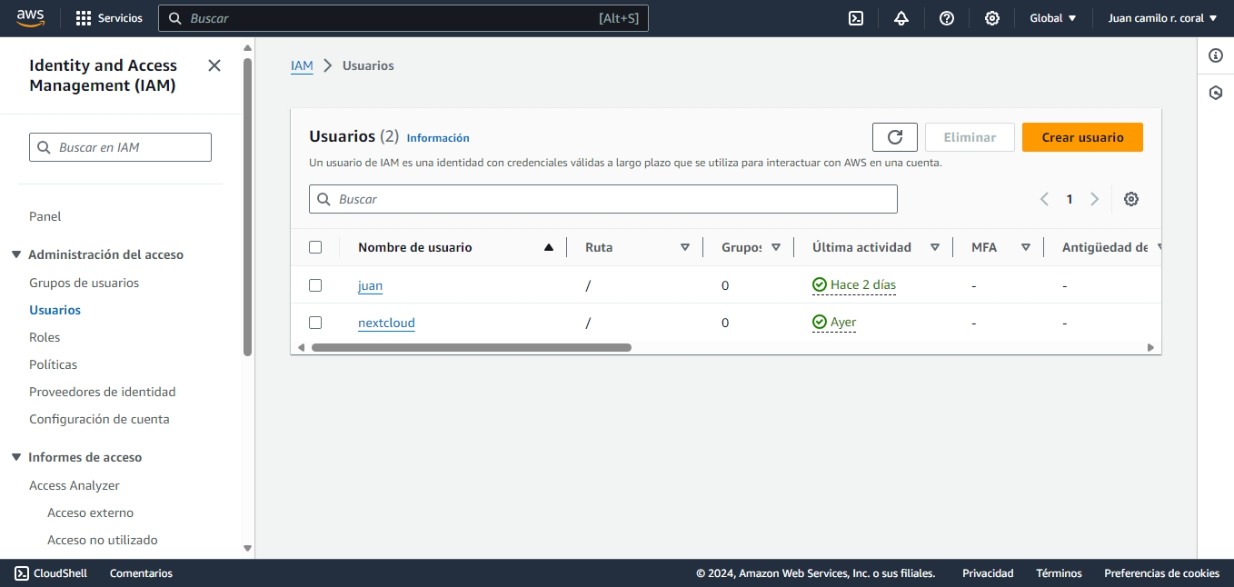 aws Servicios Buscar [Alt+S] Global Juan camilo r. coral
Identity and Access
Management (IAM)
Buscar en IAM
Panel
Administración del acceso
Grupos de usuarios
Usuarios
Roles
Políticas
Proveedores de identidad
Configuración de cuenta
Informes de acceso
Access Analyzer
Acceso externo
Acceso no utilizado
IAM > Usuarios
Usuarios (2) Información Eliminar Crear usuario
Un usuario de IAM es una identidad con credenciales válidas a largo plazo que se utiliza para interactuar con AWS en una cuenta.
Buscar 1
Nombre de usuario Ruta Grupos Última actividad MFA Antigüedad de
juan / 0 Hace 2 días - -
nextcloud / 0 Ayer - -
CloudShell Comentarios © 2024, Amazon Web Services, Inc. o sus filiales. Privacidad Términos Preferencias de cookies